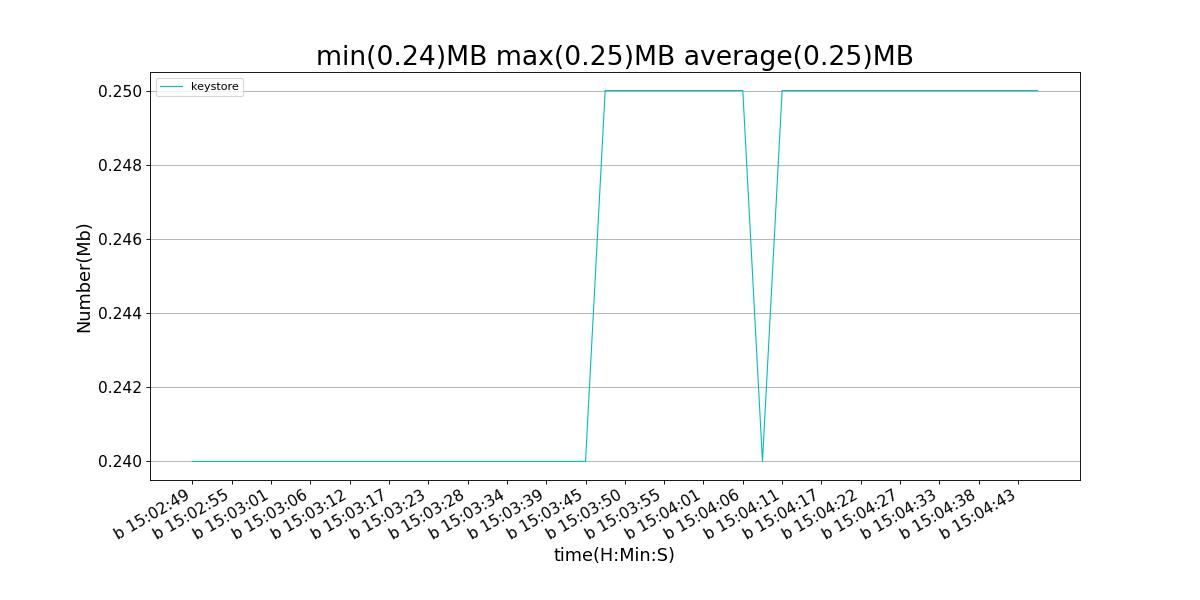 min(0.24)MB max(0.25)MB average(0.25)MB
keystore
0.250
0.248
0.246
0.244
0.242
0.240
Number(Mb)
b 15:02:49
b 15:02:55
b 15:03:01
b 15:03:06
b 15:03:12
b 15:03:17
b 15:03:23
b 15:03:28
b 15:03:34
b 15:03:39
b 15:03:45
b 15:03:50
b 15:03:55
b 15:04:01
b 15:04:06
b 15:04:11
b 15:04:17
b 15:04:22
b 15:04:27
b 15:04:33
b 15:04:38
b 15:04:43
time(H:Min:S)